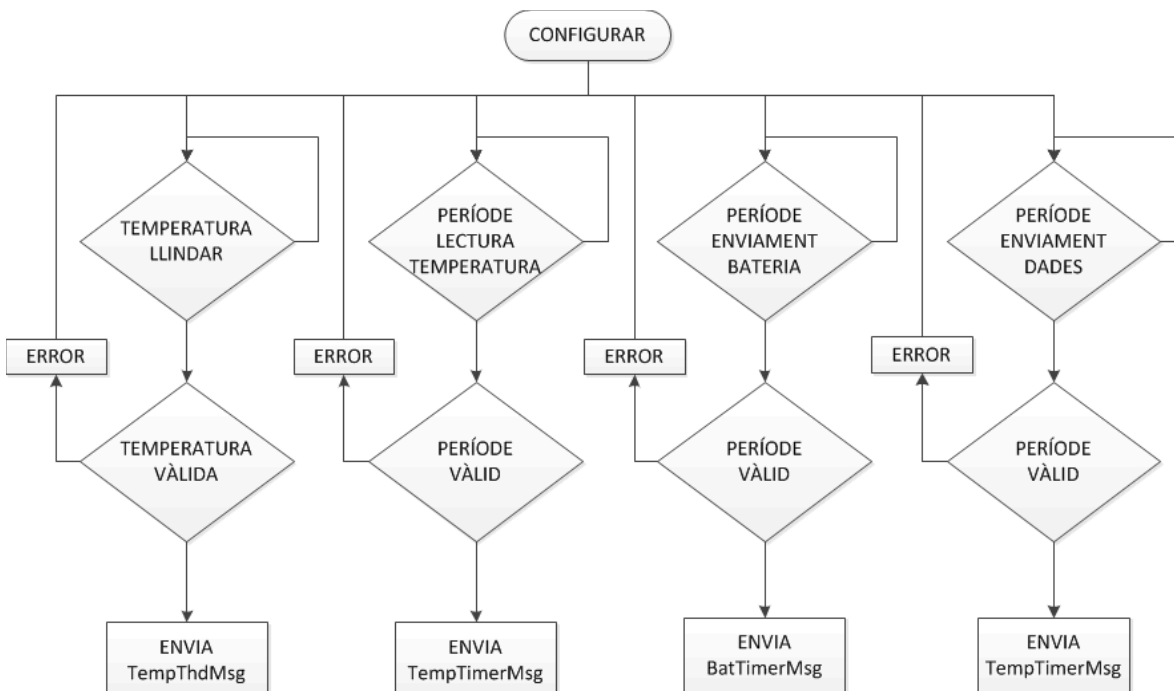 CONFIGURAR
TEMPERATURA
LLINDAR
PERÍODE
LECTURA
TEMPERATURA
PERÍODE
ENVIAMENT
BATERIA
PERÍODE
ENVIAMENT
DADES
ERROR
ERROR
ERROR
ERROR
TEMPERATURA
VÀLIDA
PERÍODE
VÀLID
PERÍODE
VÀLID
PERÍODE
VÀLID
ENVIA
TempThdMsg
ENVIA
TempTimerMsg
ENVIA
BatTimerMsg
ENVIA
TempTimerMsg